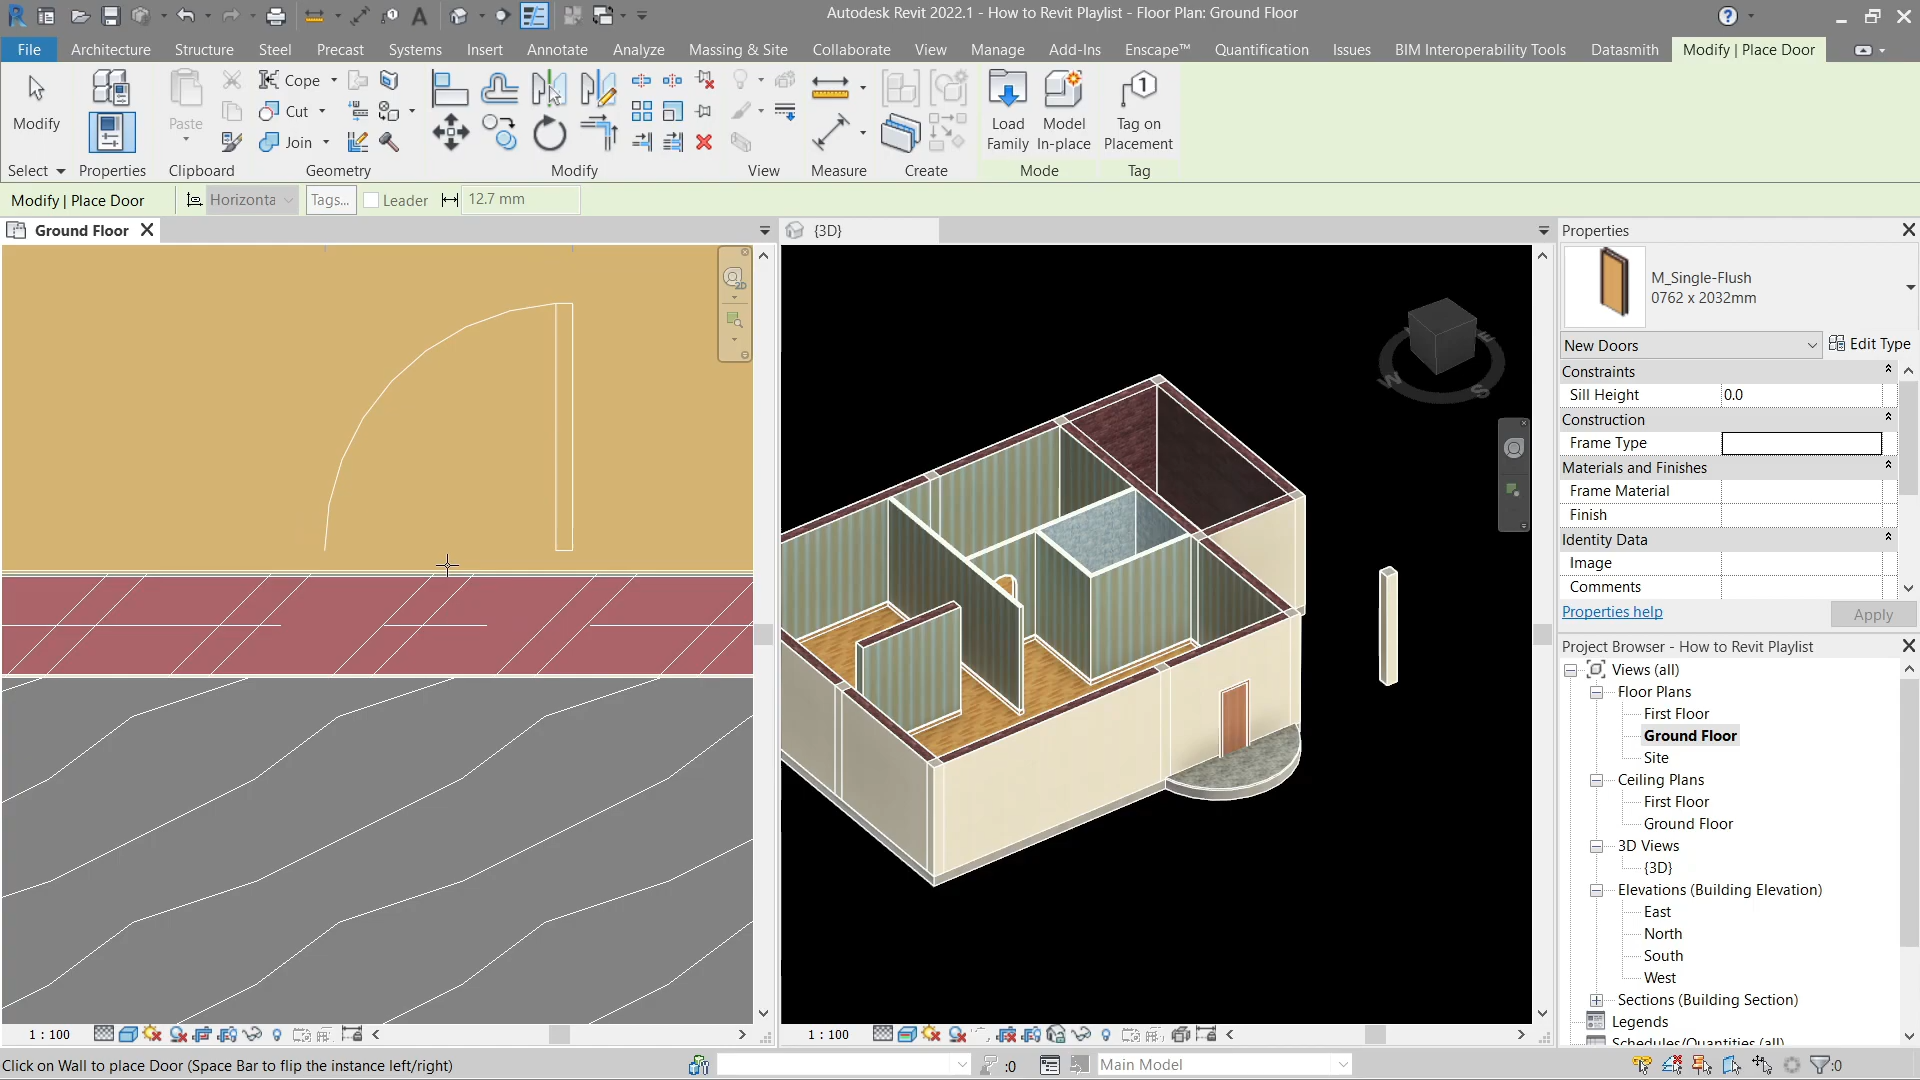 Autodesk Revit 2022.1 - How to Revit Playlist - Floor Plan: Ground Floor
File Architecture Structure Steel Precast Systems Insert Annotate Analyze Massing & Site Collaborate View Manage Add-Ins Enscape™ Quantification Issues BIM Interoperability Tools Datasmith Modify | Place Door
Modify
Paste
Cope
Cut
Join
Load Family
Model In-place
Tag on Placement
Select Properties Clipboard Geometry Modify View Measure Create Mode Tag
Modify | Place Door Horizonta Tags... Leader 12.7 mm
Ground Floor
{3D}
Properties
M_Single-Flush
0762 x 2032mm
New Doors
Edit Type
Constraints
Sill Height 0.0
Construction
Frame Type
Materials and Finishes
Frame Material
Finish
Identity Data
Image
Comments
Properties help Apply
Project Browser - How to Revit Playlist
Views (all)
Floor Plans
First Floor
Ground Floor
Site
Ceiling Plans
First Floor
Ground Floor
3D Views
{3D}
Elevations (Building Elevation)
East
North
South
West
Sections (Building Section)
Legends
Schedules/Quantities (all)
E
W
S
2D
1 : 100
1 : 100
Click on Wall to place Door (Space Bar to flip the instance left/right)
:0
Main Model
:0